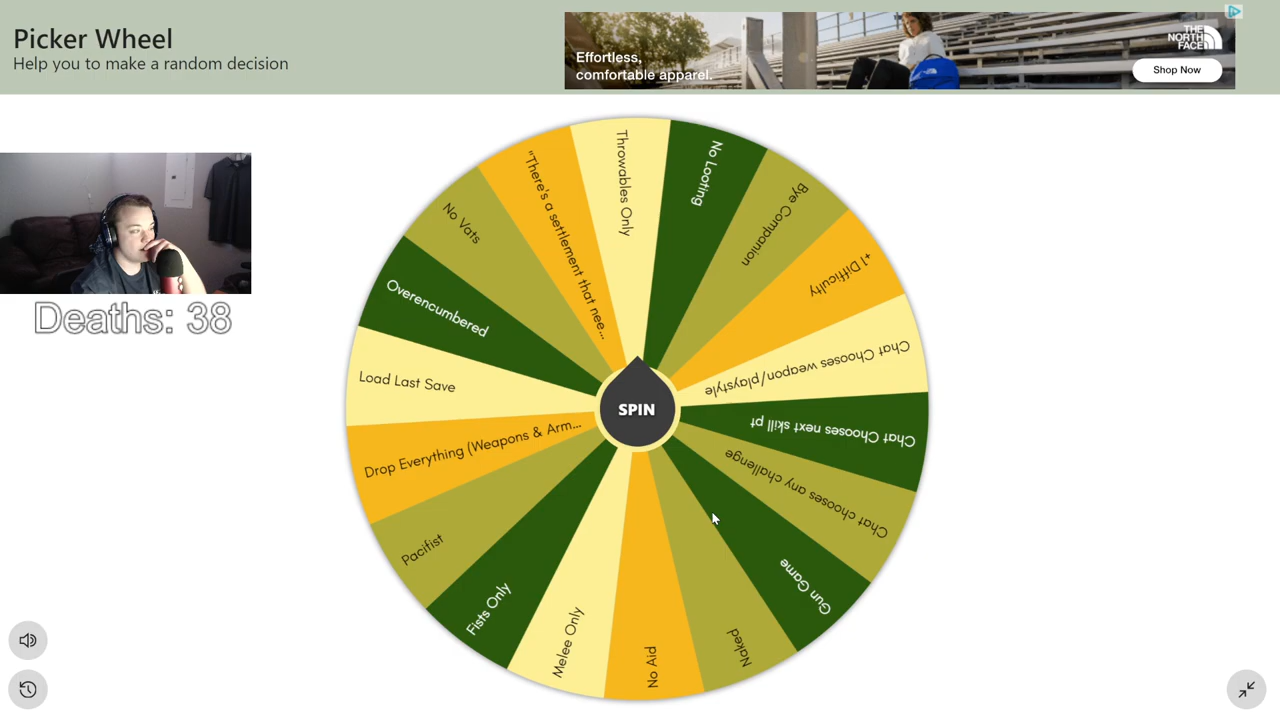 Picker Wheel
Help you to make a random decision
Effortless,
comfortable apparel.
THE
NORTH
FACE
Shop Now
Deaths: 38
Throwables Only
No Looting
Bye Companion
+1 Difficulty
Chat Chooses weapon/playstyle
Chat Chooses next skill pt
Chat chooses any challenge
Gun Game
Naked
No Aid
Melee Only
Fists Only
Pacifist
Drop Everything (Weapons & Arm...
Load Last Save
Overencumbered
No Vats
"There's a settlement that nee...
SPIN